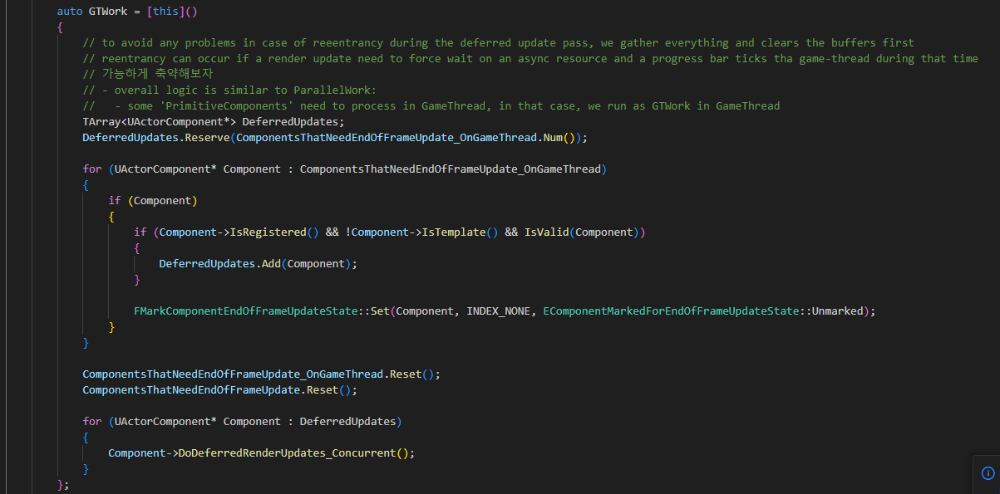 auto GTWork = [this]()
{
// to avoid any problems in case of reeentrancy during the deferred update pass, we gather everything and clears the buffers first
// reentrancy can occur if a render update need to force wait on an async resource and a progress bar ticks tha game-thread during that time
// 가능하게 축약해보자
// - overall logic is similar to ParallelWork:
//   - some 'PrimitiveComponents' need to process in GameThread, in that case, we run as GTWork in GameThread
TArray<UActorComponent*> DeferredUpdates;
DeferredUpdates.Reserve(ComponentsThatNeedEndOfFrameUpdate_OnGameThread.Num());
for (UActorComponent* Component : ComponentsThatNeedEndOfFrameUpdate_OnGameThread)
{
if (Component)
{
if (Component->IsRegistered() && !Component->IsTemplate() && IsValid(Component))
{
DeferredUpdates.Add(Component);
}
FMarkComponentEndOfFrameUpdateState::Set(Component, INDEX_NONE, EComponentMarkedForEndOfFrameUpdateState::Unmarked);
}
}
ComponentsThatNeedEndOfFrameUpdate_OnGameThread.Reset();
ComponentsThatNeedEndOfFrameUpdate.Reset();
for (UActorComponent* Component : DeferredUpdates)
{
Component->DoDeferredRenderUpdates_Concurrent();
}
};